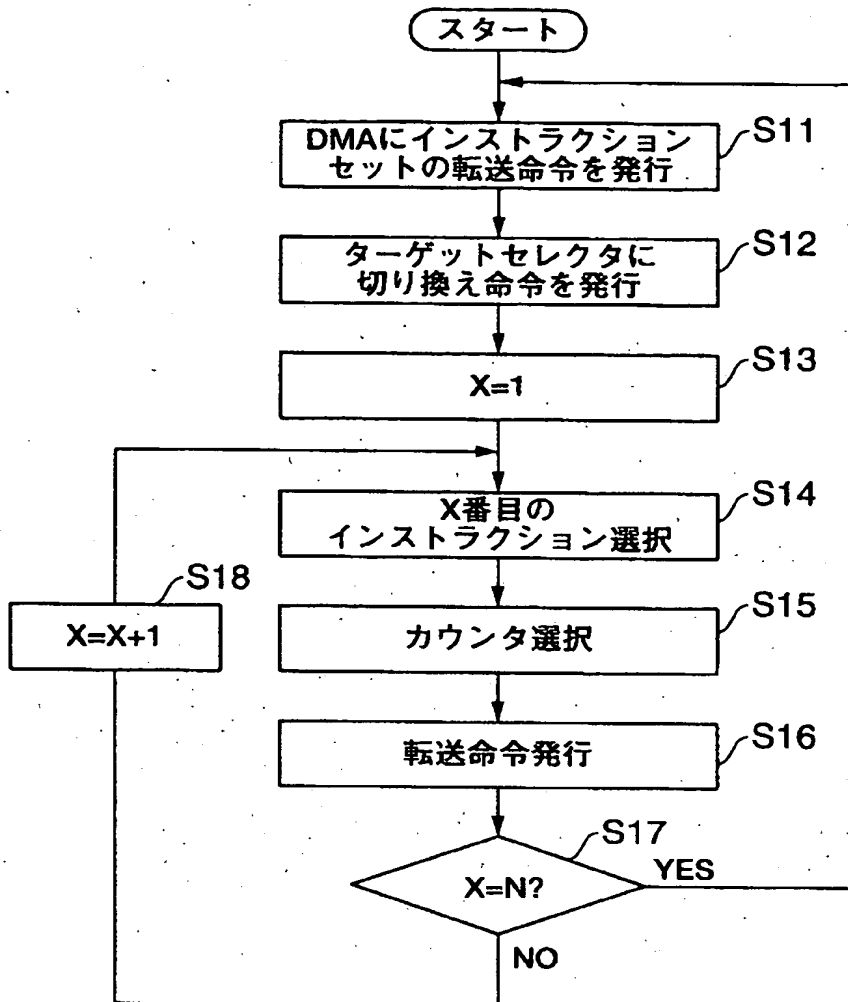 スタート
DMAにインストラクション
セットの転送命令を発行
S11
ターゲットセレクタに
切り換え命令を発行
S12
X=1
S13
X番目の
インストラクション選択
S14
S18
X=X+1
カウンタ選択
S15
転送命令発行
S16
S17
X=N?
YES
NO